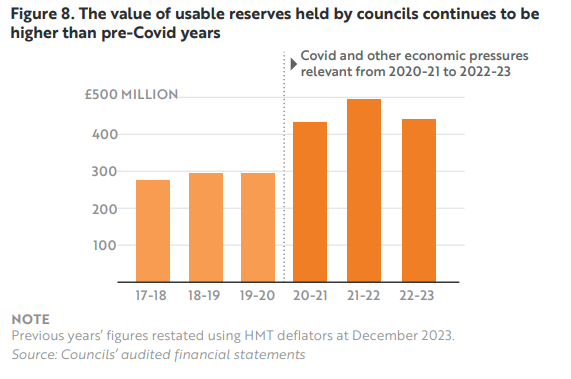 Figure 8. The value of usable reserves held by councils continues to be
higher than pre-Covid years
Covid and other economic pressures
relevant from 2020-21 to 2022-23
£500 MILLION
400
300
200
100
17-18 18-19 19-20 20-21 21-22 22-23
NOTE
Previous years' figures restated using HMT deflators at December 2023.
Source: Councils' audited financial statements